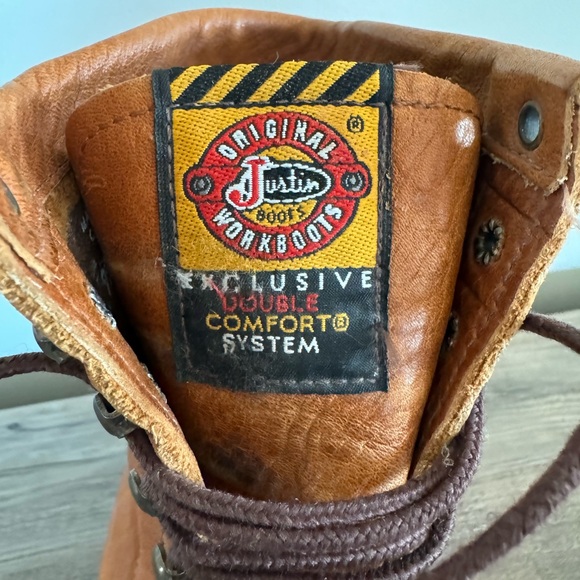 ORIGINAL
®
Justin
BOOTS
WORKBOOTS
EXCLUSIVE
DOUBLE
COMFORT®
SYSTEM